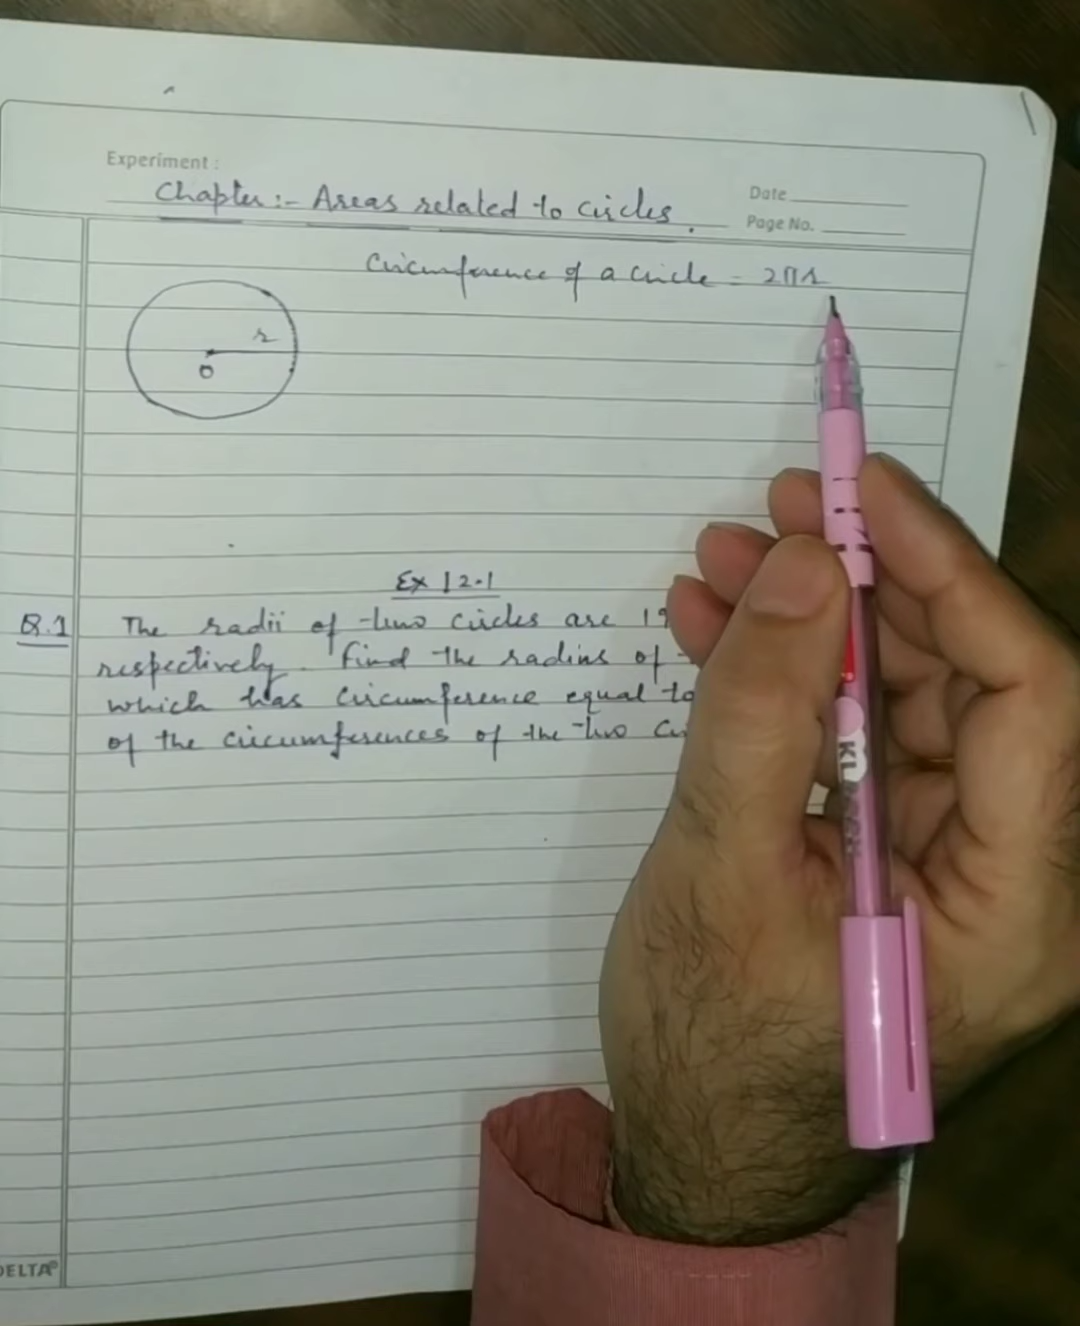 Experiment :
Chapter :- Areas related to circles.
Date
Page No.
Circumference of a circle = 2πr
r
O
Ex 12.1
Q.1 The radii of two circles are 19
respectively. Find the radius of
which has circumference equal to
of the circumferences of the two
DELTA